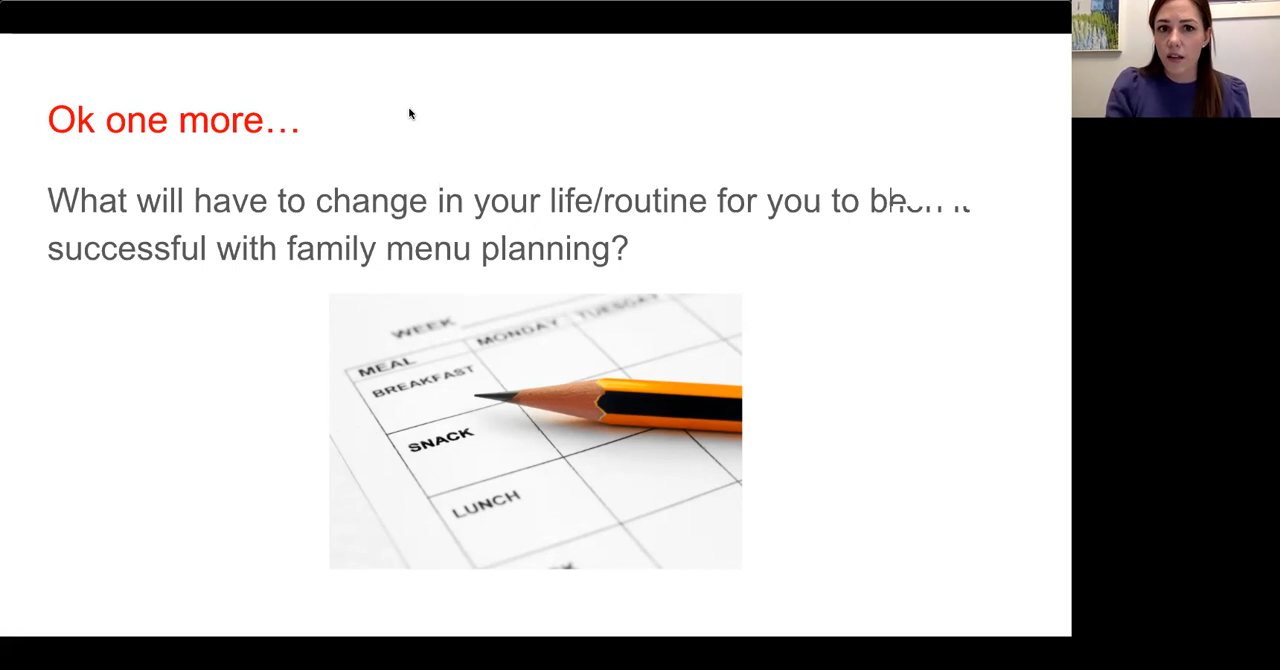 Ok one more…
What will have to change in your life/routine for you to
successful with family menu planning?
WEEK
MONDAY TUESDAY
MEAL
BREAKFAST
SNACK
LUNCH